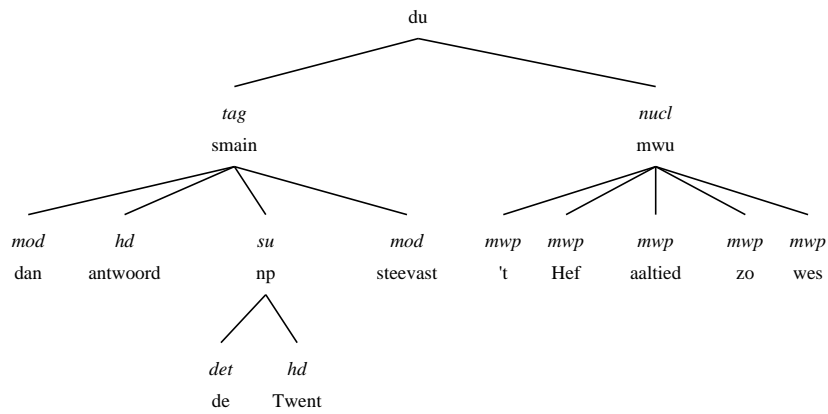 du
tag nucl
smain mwu
mod hd su mod mwp mwp mwp mwp mwp
dan antwoord np steevast 't Hef aaltied zo wes
det hd
de Twent